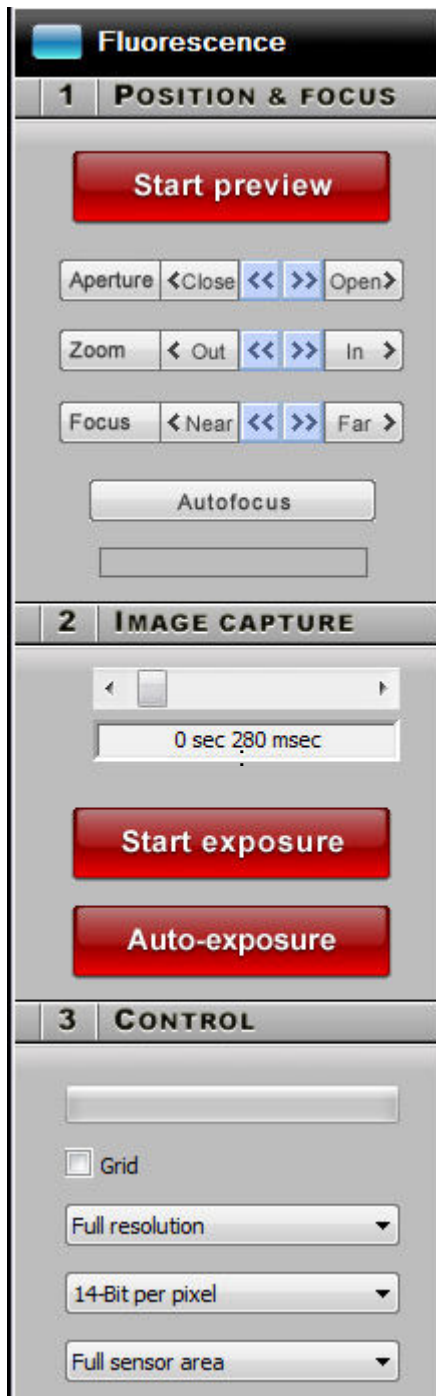 Fluorescence
1 POSITION & FOCUS
Start preview
Aperture <Close << >> Open>
Zoom < Out << >> In >
Focus <Near << >> Far >
Autofocus
2 IMAGE CAPTURE
0 sec 280 msec
Start exposure
Auto-exposure
3 CONTROL
Grid
Full resolution
14-Bit per pixel
Full sensor area